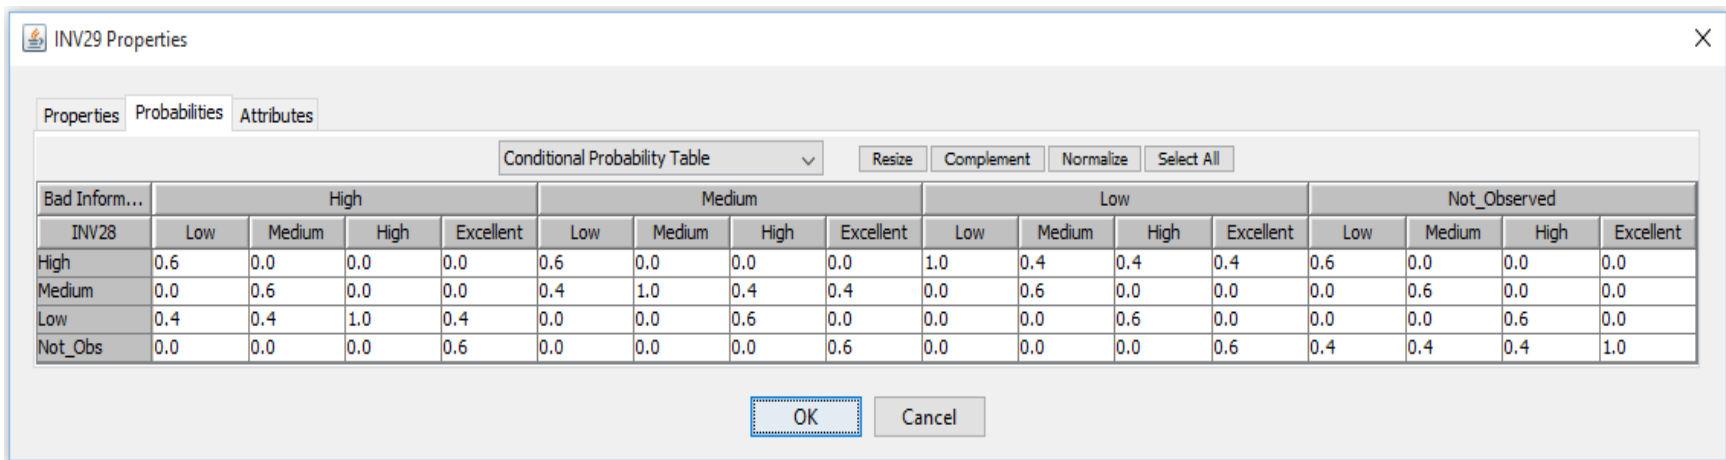 INV29 Properties
Properties Probabilities Attributes
Conditional Probability Table Resize Complement Normalize Select All
Bad Inform... High Medium Low Not_Observed
INV28 Low Medium High Excellent Low Medium High Excellent Low Medium High Excellent Low Medium High Excellent
High 0.6 0.0 0.0 0.0 0.6 0.0 0.0 0.0 1.0 0.4 0.4 0.4 0.6 0.0 0.0 0.0
Medium 0.0 0.6 0.0 0.0 0.4 1.0 0.4 0.4 0.0 0.6 0.0 0.0 0.0 0.6 0.0 0.0
Low 0.4 0.4 1.0 0.4 0.0 0.0 0.6 0.0 0.0 0.0 0.6 0.0 0.0 0.0 0.6 0.0
Not_Obs 0.0 0.0 0.0 0.6 0.0 0.0 0.0 0.6 0.0 0.0 0.0 0.6 0.4 0.4 0.4 1.0
OK Cancel